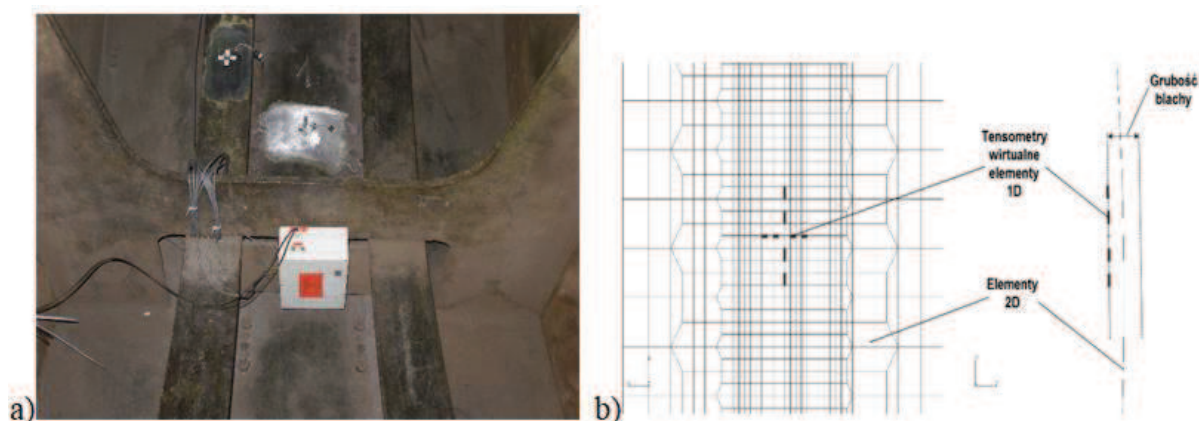 Grubość
blachy
Tensometry
wirtualne
elementy
1D
Elementy
2D
a)
b)